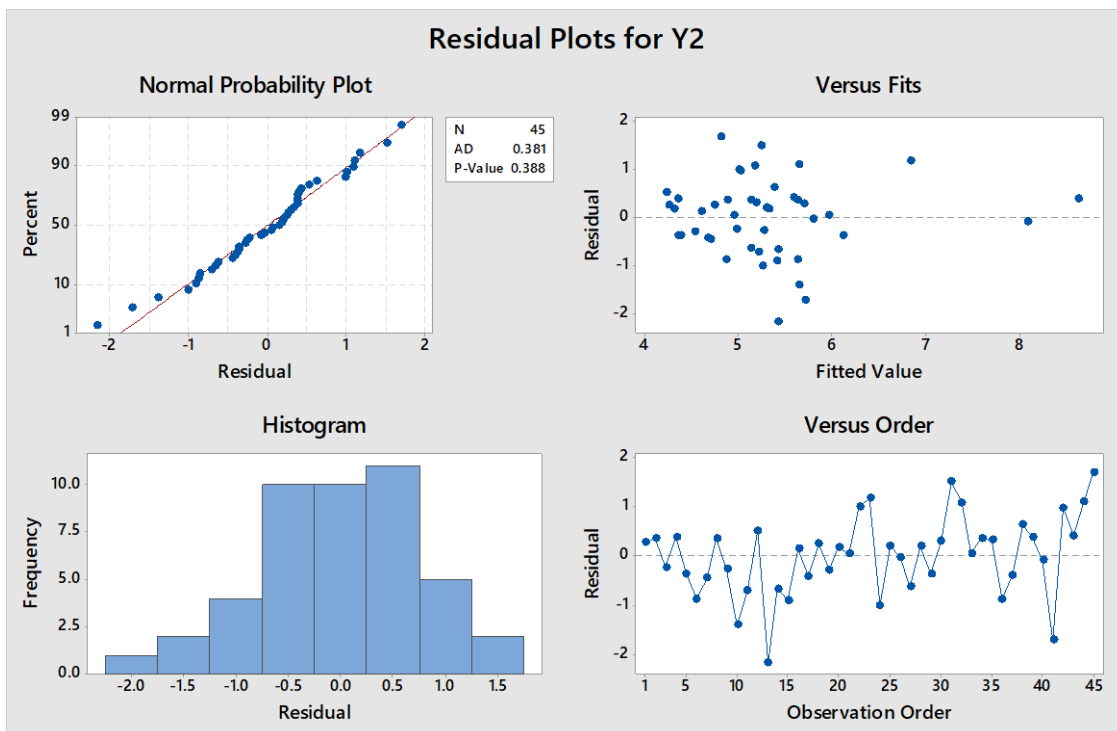 Residual Plots for Y2
Normal Probability Plot
99
90
50
10
1
Percent
-2 -1 0 1 2
Residual
N 45
AD 0.381
P-Value 0.388
Versus Fits
2
1
0
-1
-2
Residual
4 5 6 7 8
Fitted Value
Histogram
10.0
7.5
5.0
2.5
0.0
Frequency
-2.0 -1.5 -1.0 -0.5 0.0 0.5 1.0 1.5
Residual
Versus Order
2
1
0
-1
-2
Residual
1 5 10 15 20 25 30 35 40 45
Observation Order